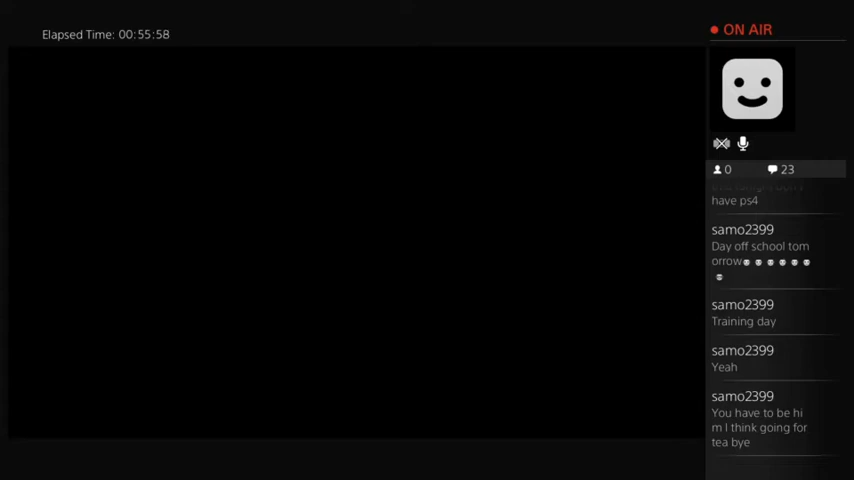 Elapsed Time: 00:55:58
ON AIR
0
23
have ps4
samo2399
Day off school tom
orrow
samo2399
Training day
samo2399
Yeah
samo2399
You have to be hi
m I think going for
tea bye